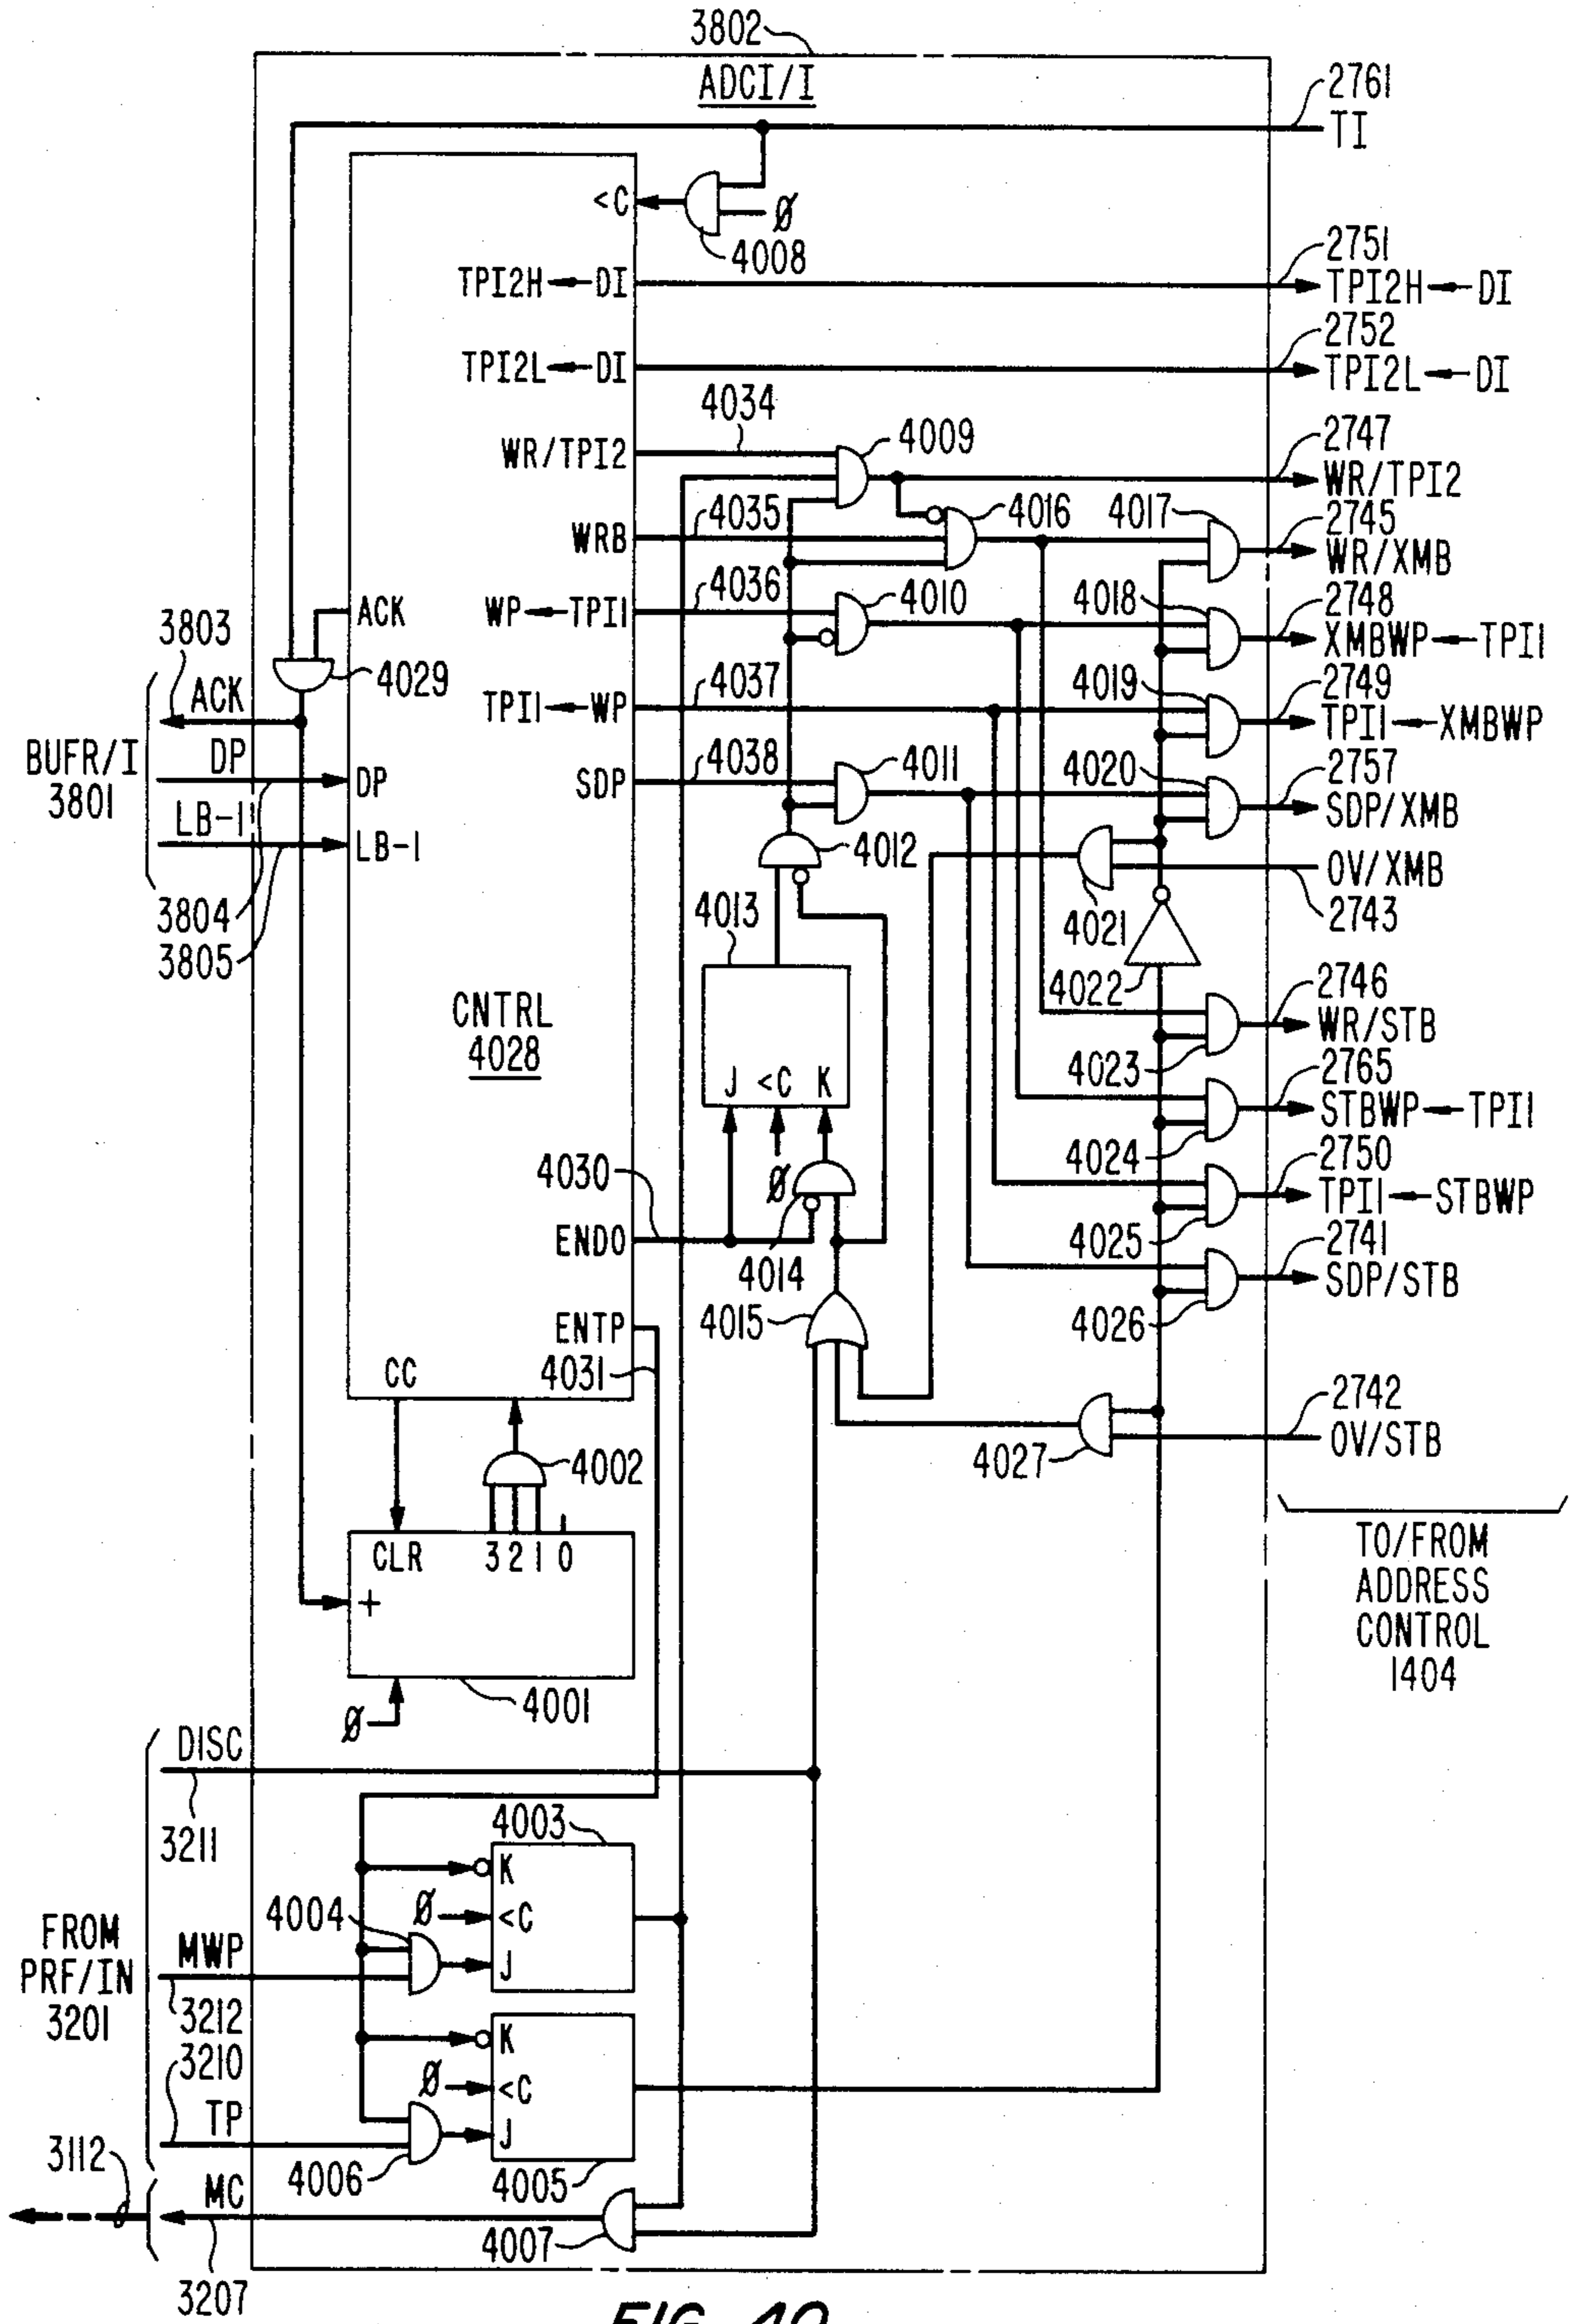 3802
ADCI/I
2761
TI
<C
Ø
4008
2751
TPI2H←DI
TPI2H←DI
2752
TPI2L←DI
TPI2L←DI
4034
4009
2747
WR/TPI2
WR/TPI2
4035
4016
4017
2745
WRB
WR/XMB
4036
4010
4018
2748
ACK
WP←TPI1
XMBWP←TPI1
3803
4029
4037
4019
2749
ACK
TPI1←WP
TPI1←XMBWP
BUFR/I
3801
DP
DP
4038
4011
4020
2757
SDP
SDP/XMB
LB-1
LB-1
4012
OV/XMB
3804
3805
4013
4021
2743
4022
CNTRL
4028
2746
WR/STB
4023
J <C K
2765
STBWP←TPI1
4024
4030
Ø
2750
TPI1←STBWP
4025
ENDO
4014
2741
SDP/STB
4026
4015
ENTP
4031
CC
2742
OV/STB
4027
4002
CLR
3 2 1 0
+
4001
Ø
TO/FROM
ADDRESS
CONTROL
1404
DISC
3211
4003
K
<C
J
4004
Ø
FROM
PRF/IN
3201
MWP
3212
3210
K
<C
J
Ø
TP
4006
4005
3112
MC
4007
3207
FIG. 40